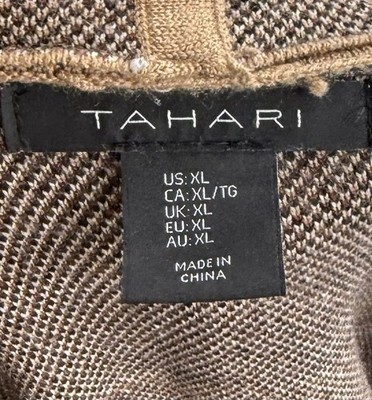 TAHARI
US: XL
CA: XL/TG
UK: XL
EU: XL
AU: XL
MADE IN
CHINA